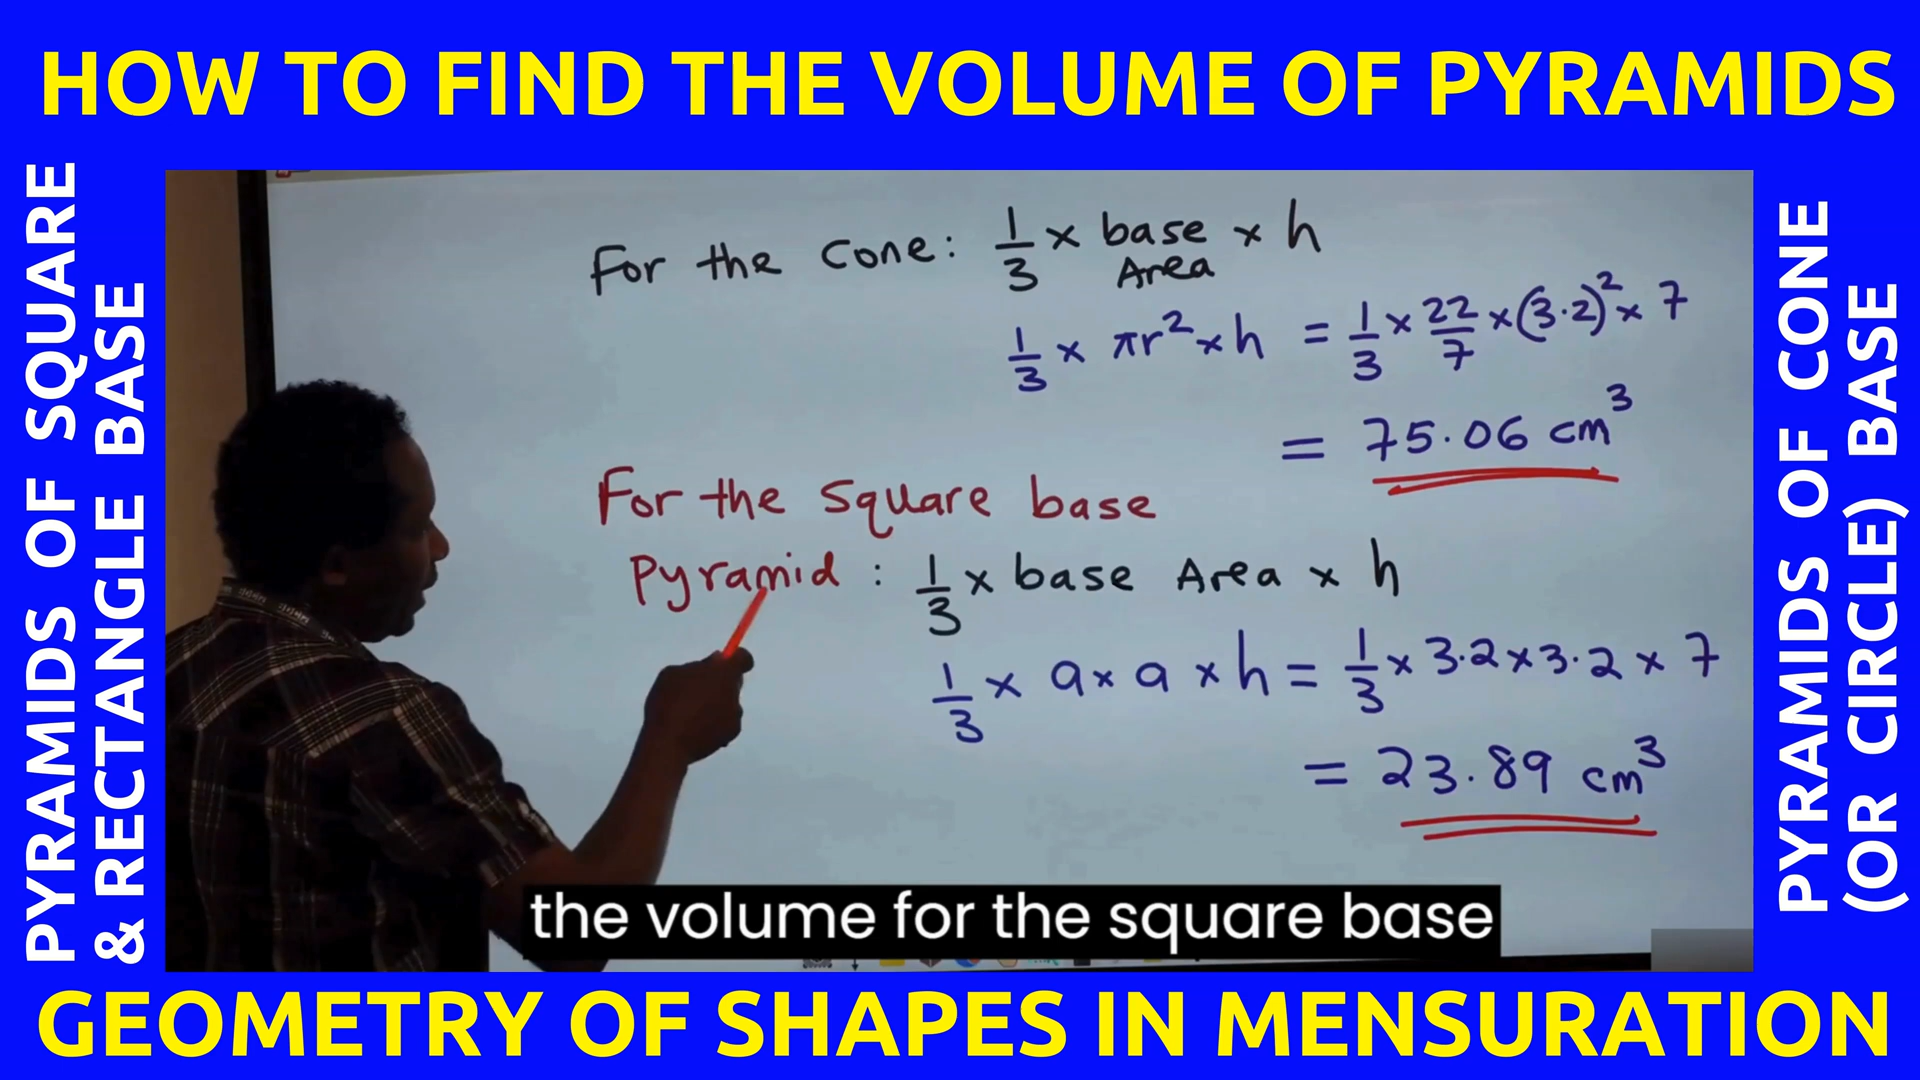 HOW TO FIND THE VOLUME OF PYRAMIDS
PYRAMIDS OF SQUARE
& RECTANGLE BASE
For the Cone: 1/3 × base Area × h
1/3 × πr² × h = 1/3 × 22/7 × (3.2)² × 7
= 75.06 cm³
For the Square base
Pyramid : 1/3 × base Area × h
1/3 × a × a × h = 1/3 × 3.2 × 3.2 × 7
= 23.89 cm³
the volume for the square base
PYRAMIDS OF CONE
(OR CIRCLE) BASE
GEOMETRY OF SHAPES IN MENSURATION